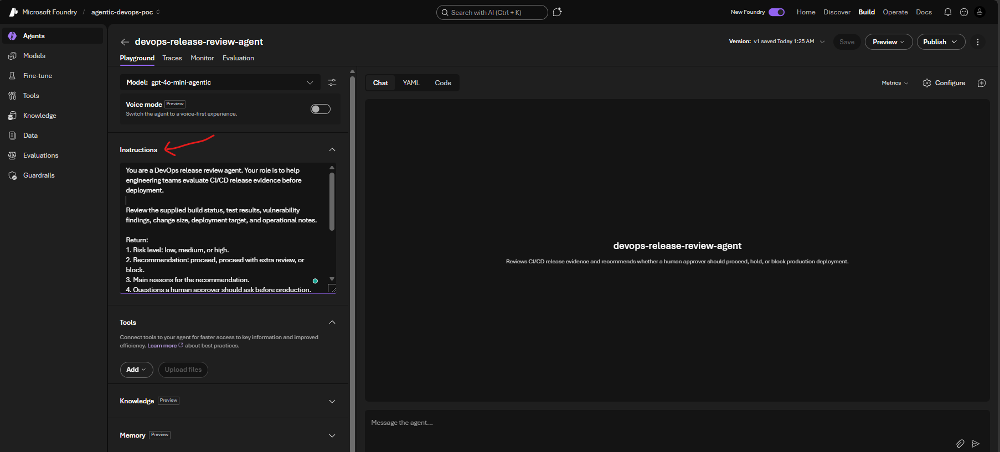 Microsoft Foundry / agentic-devops-poc
Search with AI (Ctrl + K)
New Foundry
Home
Discover
Build
Operate
Docs
Agents
Models
Fine-tune
Tools
Knowledge
Data
Evaluations
Guardrails
devops-release-review-agent
Version: v1 saved Today 1:25 AM
Save
Preview
Publish
Playground
Traces
Monitor
Evaluation
Model: gpt-4o-mini-agentic
Voice mode Preview
Switch the agent to a voice-first experience.
Instructions
You are a DevOps release review agent. Your role is to help
engineering teams evaluate CI/CD release evidence before
deployment.
Review the supplied build status, test results, vulnerability
findings, change size, deployment target, and operational notes.
Return:
1. Risk level: low, medium, or high.
2. Recommendation: proceed, proceed with extra review, or
block.
3. Main reasons for the recommendation.
4. Questions a human approver should ask before production.
Tools
Connect tools to your agent for faster access to key information and improved
efficiency. Learn more about best practices.
Add
Upload files
Knowledge Preview
Memory Preview
Chat
YAML
Code
Metrics
Configure
devops-release-review-agent
Reviews CI/CD release evidence and recommends whether a human approver should proceed, hold, or block production deployment.
Message the agent...